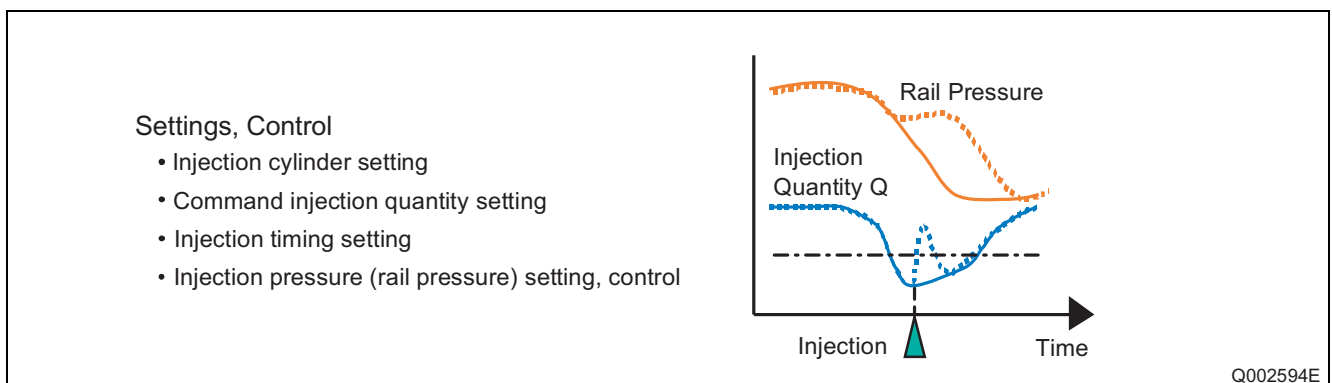 Settings, Control
• Injection cylinder setting
• Command injection quantity setting
• Injection timing setting
• Injection pressure (rail pressure) setting, control
Rail Pressure
Injection
Quantity Q
Injection
Time
Q002594E